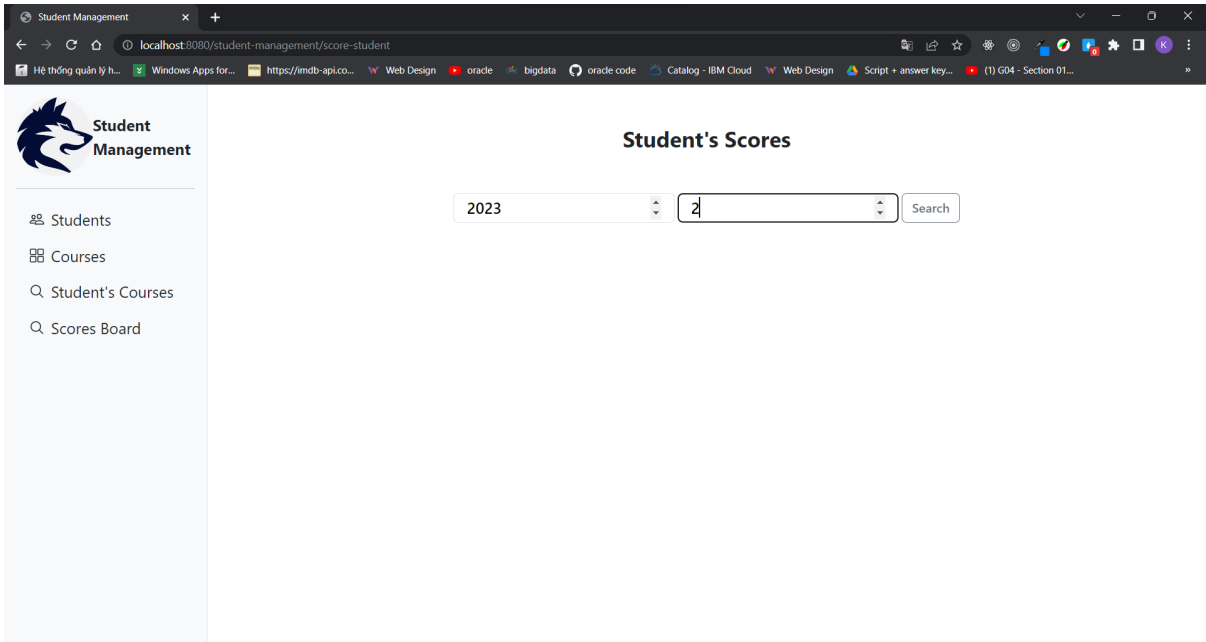 Student Management
localhost:8080/student-management/score-student
Hệ thống quản lý h... Windows Apps for... https://imdb-api.co... Web Design oracle bigdata oracle code Catalog - IBM Cloud Web Design Script + answer key... (1) G04 - Section 01... »
Student
Management
Student's Scores
2023 2 Search
Students
Courses
Student's Courses
Scores Board